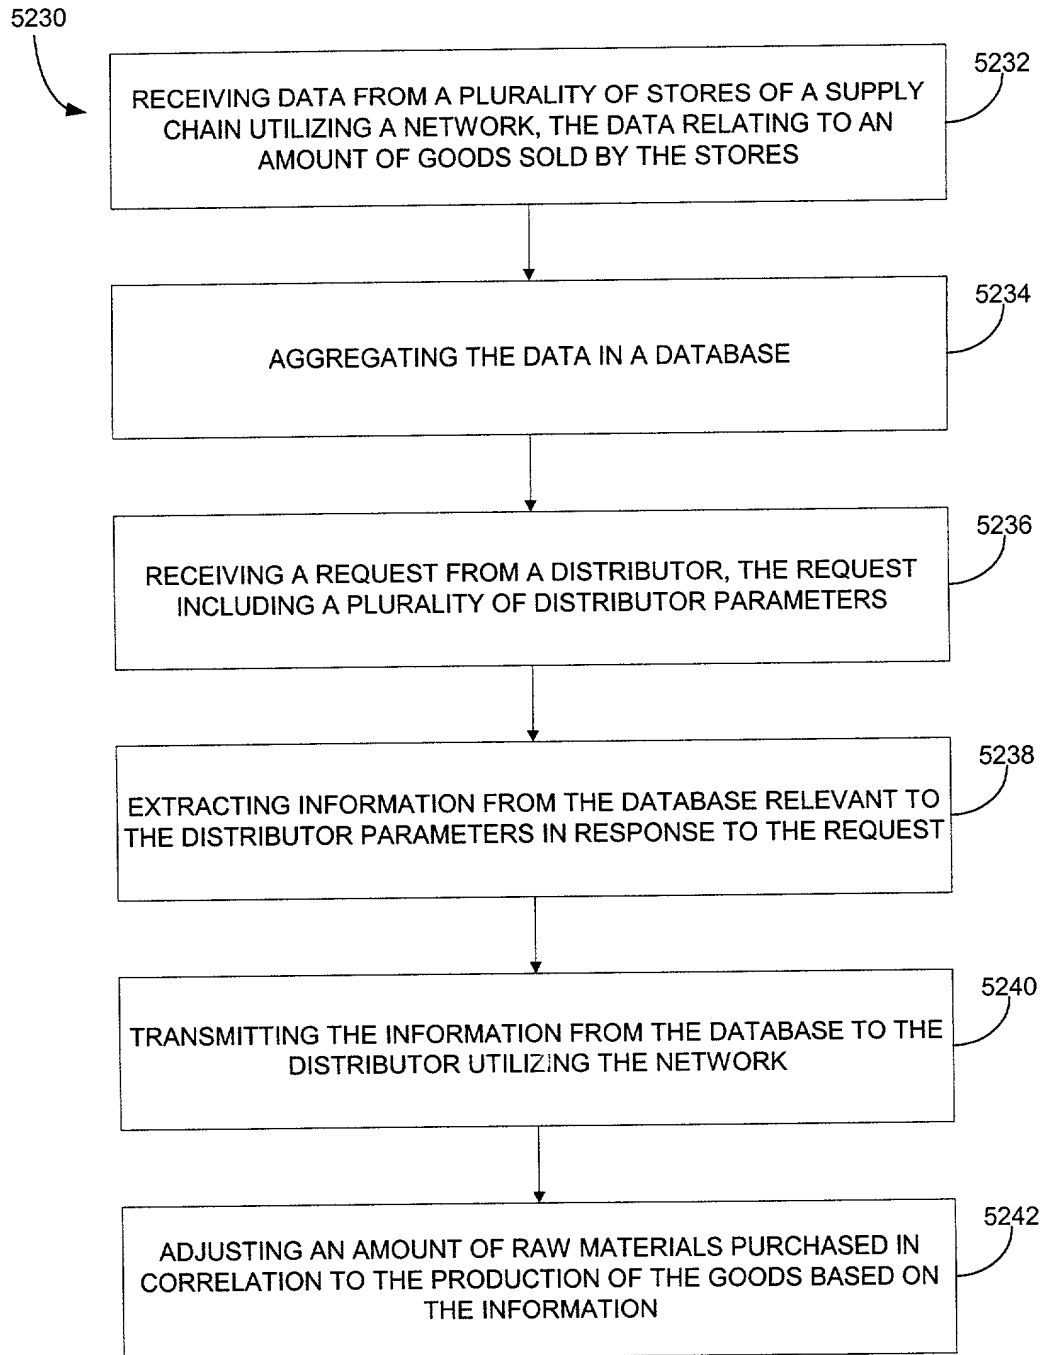 5230
5232
RECEIVING DATA FROM A PLURALITY OF STORES OF A SUPPLY
CHAIN UTILIZING A NETWORK, THE DATA RELATING TO AN
AMOUNT OF GOODS SOLD BY THE STORES
5234
AGGREGATING THE DATA IN A DATABASE
5236
RECEIVING A REQUEST FROM A DISTRIBUTOR, THE REQUEST
INCLUDING A PLURALITY OF DISTRIBUTOR PARAMETERS
5238
EXTRACTING INFORMATION FROM THE DATABASE RELEVANT TO
THE DISTRIBUTOR PARAMETERS IN RESPONSE TO THE REQUEST
5240
TRANSMITTING THE INFORMATION FROM THE DATABASE TO THE
DISTRIBUTOR UTILIZING THE NETWORK
5242
ADJUSTING AN AMOUNT OF RAW MATERIALS PURCHASED IN
CORRELATION TO THE PRODUCTION OF THE GOODS BASED ON
THE INFORMATION